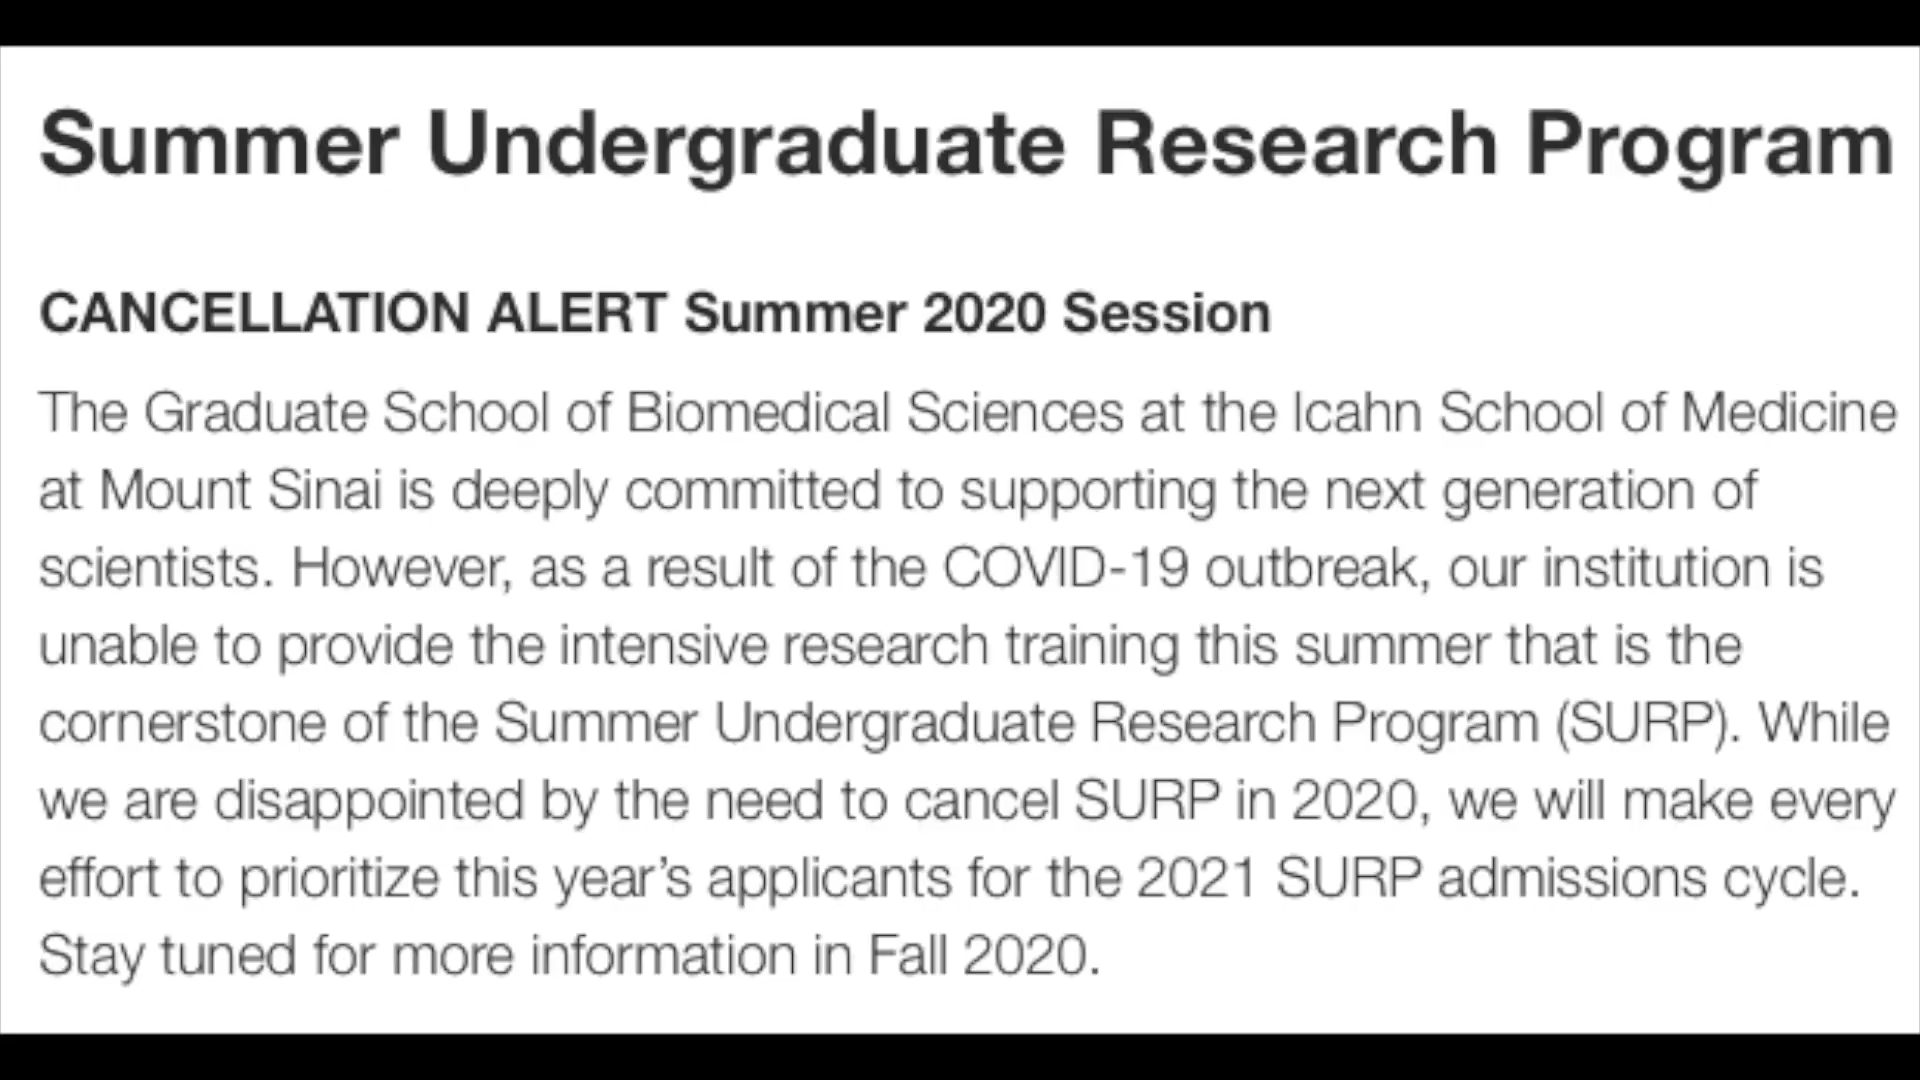 Summer Undergraduate Research Program
CANCELLATION ALERT Summer 2020 Session
The Graduate School of Biomedical Sciences at the Icahn School of Medicine
at Mount Sinai is deeply committed to supporting the next generation of
scientists. However, as a result of the COVID-19 outbreak, our institution is
unable to provide the intensive research training this summer that is the
cornerstone of the Summer Undergraduate Research Program (SURP). While
we are disappointed by the need to cancel SURP in 2020, we will make every
effort to prioritize this year’s applicants for the 2021 SURP admissions cycle.
Stay tuned for more information in Fall 2020.